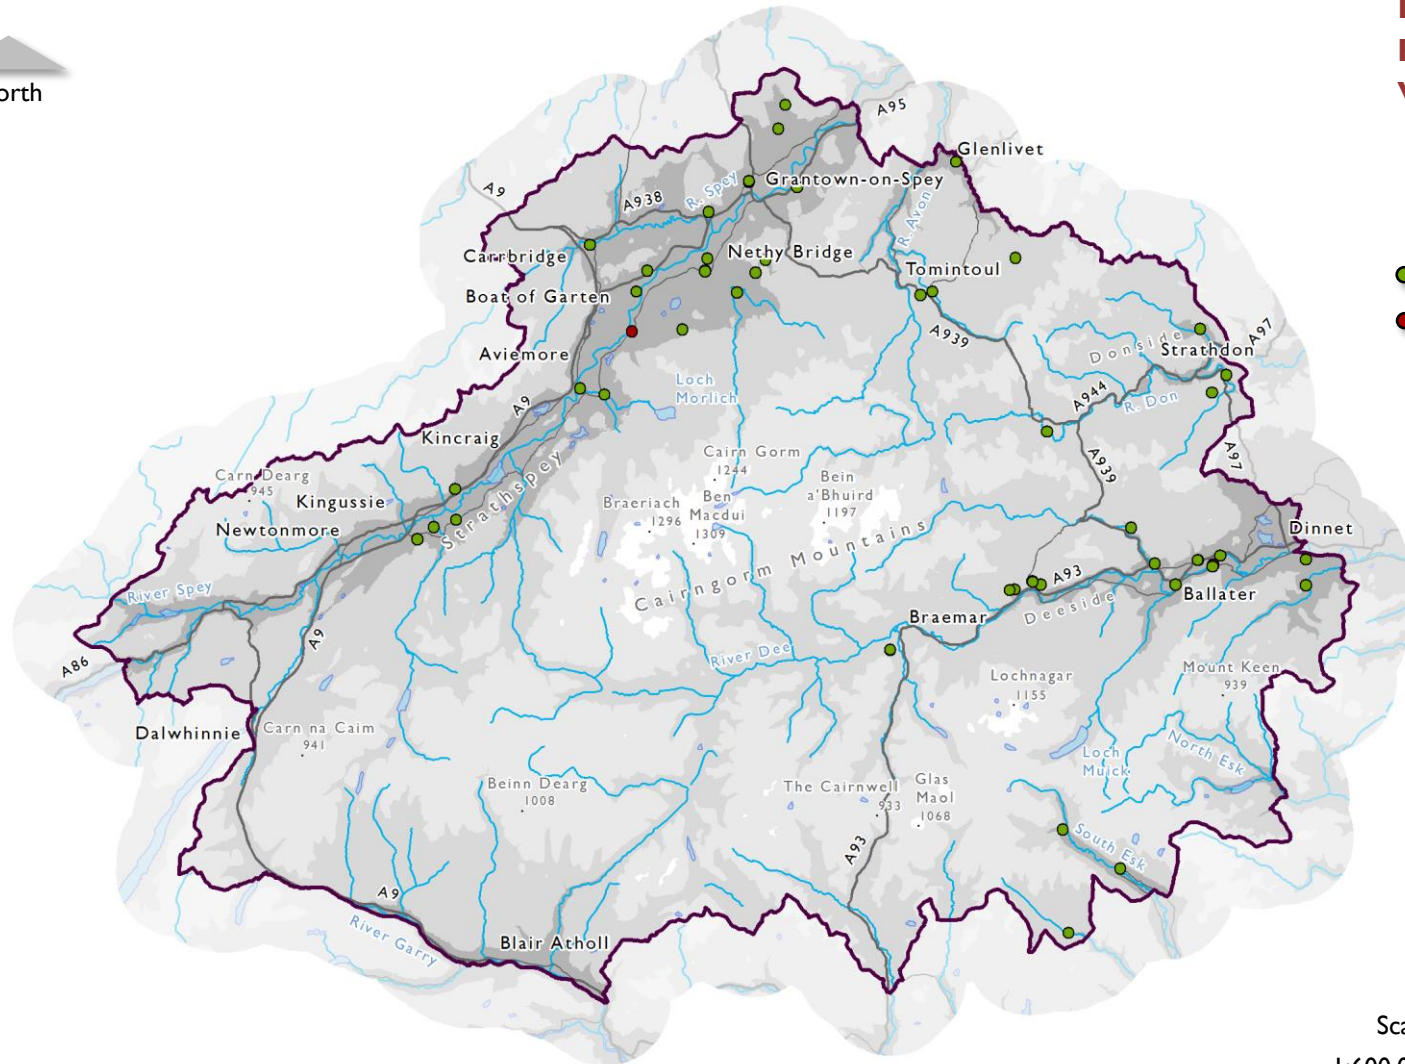 orth
A95
Glenlivet
A9
A938
R. Spey
Grantown-on-Spey
R. Avon
Carrbridge
Nethy Bridge
Tomintoul
Boat of Garten
A939
Donside
A97
Strathdon
Aviemore
Loch
Morlich
A944
R. Don
A9
Kincraig
Cairn Gorm
1244
A939
A97
Carn Dearg
945
Kingussie
Strathspey
Braeriach
1296
Ben
Macdui
1309
Bein
a'Bhuird
1197
Newtonmore
Dinnet
Cairngorm Mountains
River Spey
A93
Ballater
Deeside
Braemar
A9
River Dee
A86
Lochnagar
1155
Mount Keen
939
Dalwhinnie
Carn na Caim
941
Loch
Muick
North Esk
Beinn Dearg
1008
The Cairnwell
933
Glas
Maol
1068
South Esk
A93
A9
River Garry
Blair Atholl
Sca